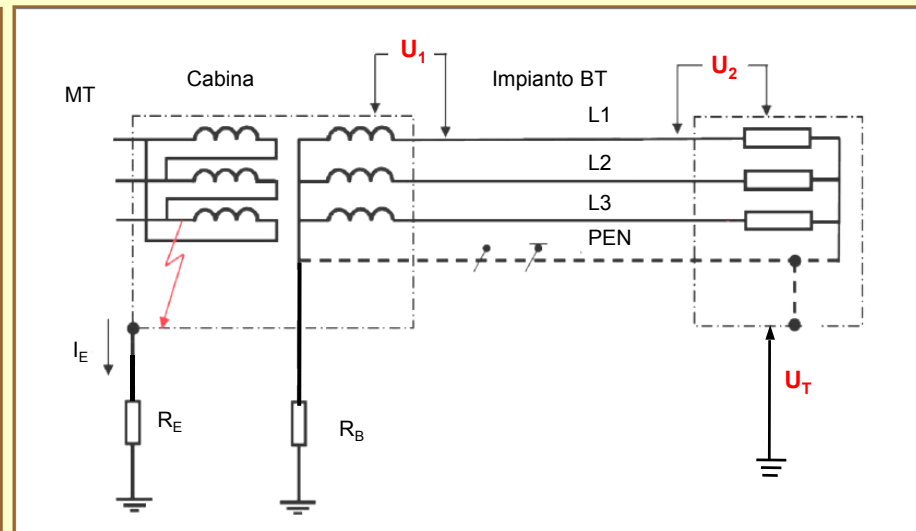 U1
U2
Cabina
Impianto BT
MT
L1
L2
L3
PEN
IE
UT
RE
RB